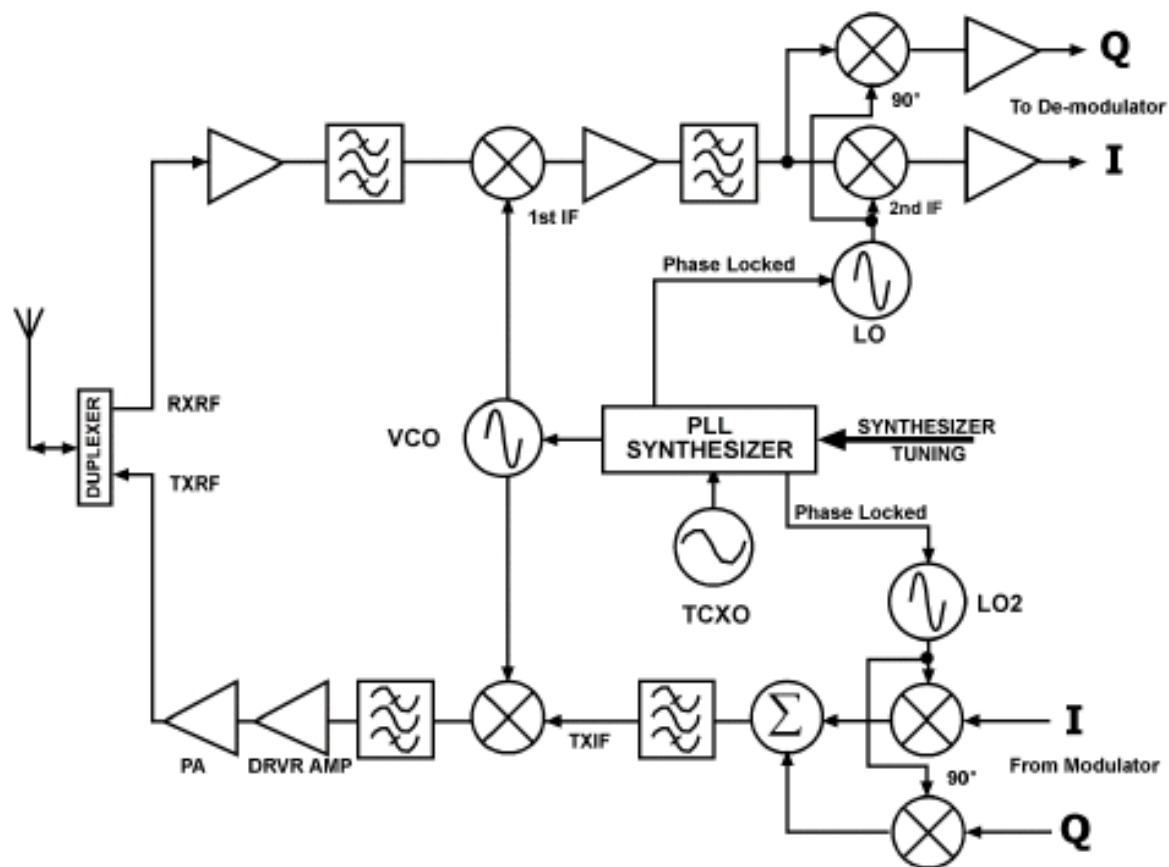 Q
90°
To De-modulator
I
1st IF
2nd IF
Phase Locked
LO
DUPLEXER
RXRF
TXRF
VCO
PLL
SYNTHESIZER
SYNTHESIZER
TUNING
Phase Locked
TCXO
LO2
Σ
I
TXIF
PA
DRVR AMP
From Modulator
90°
Q